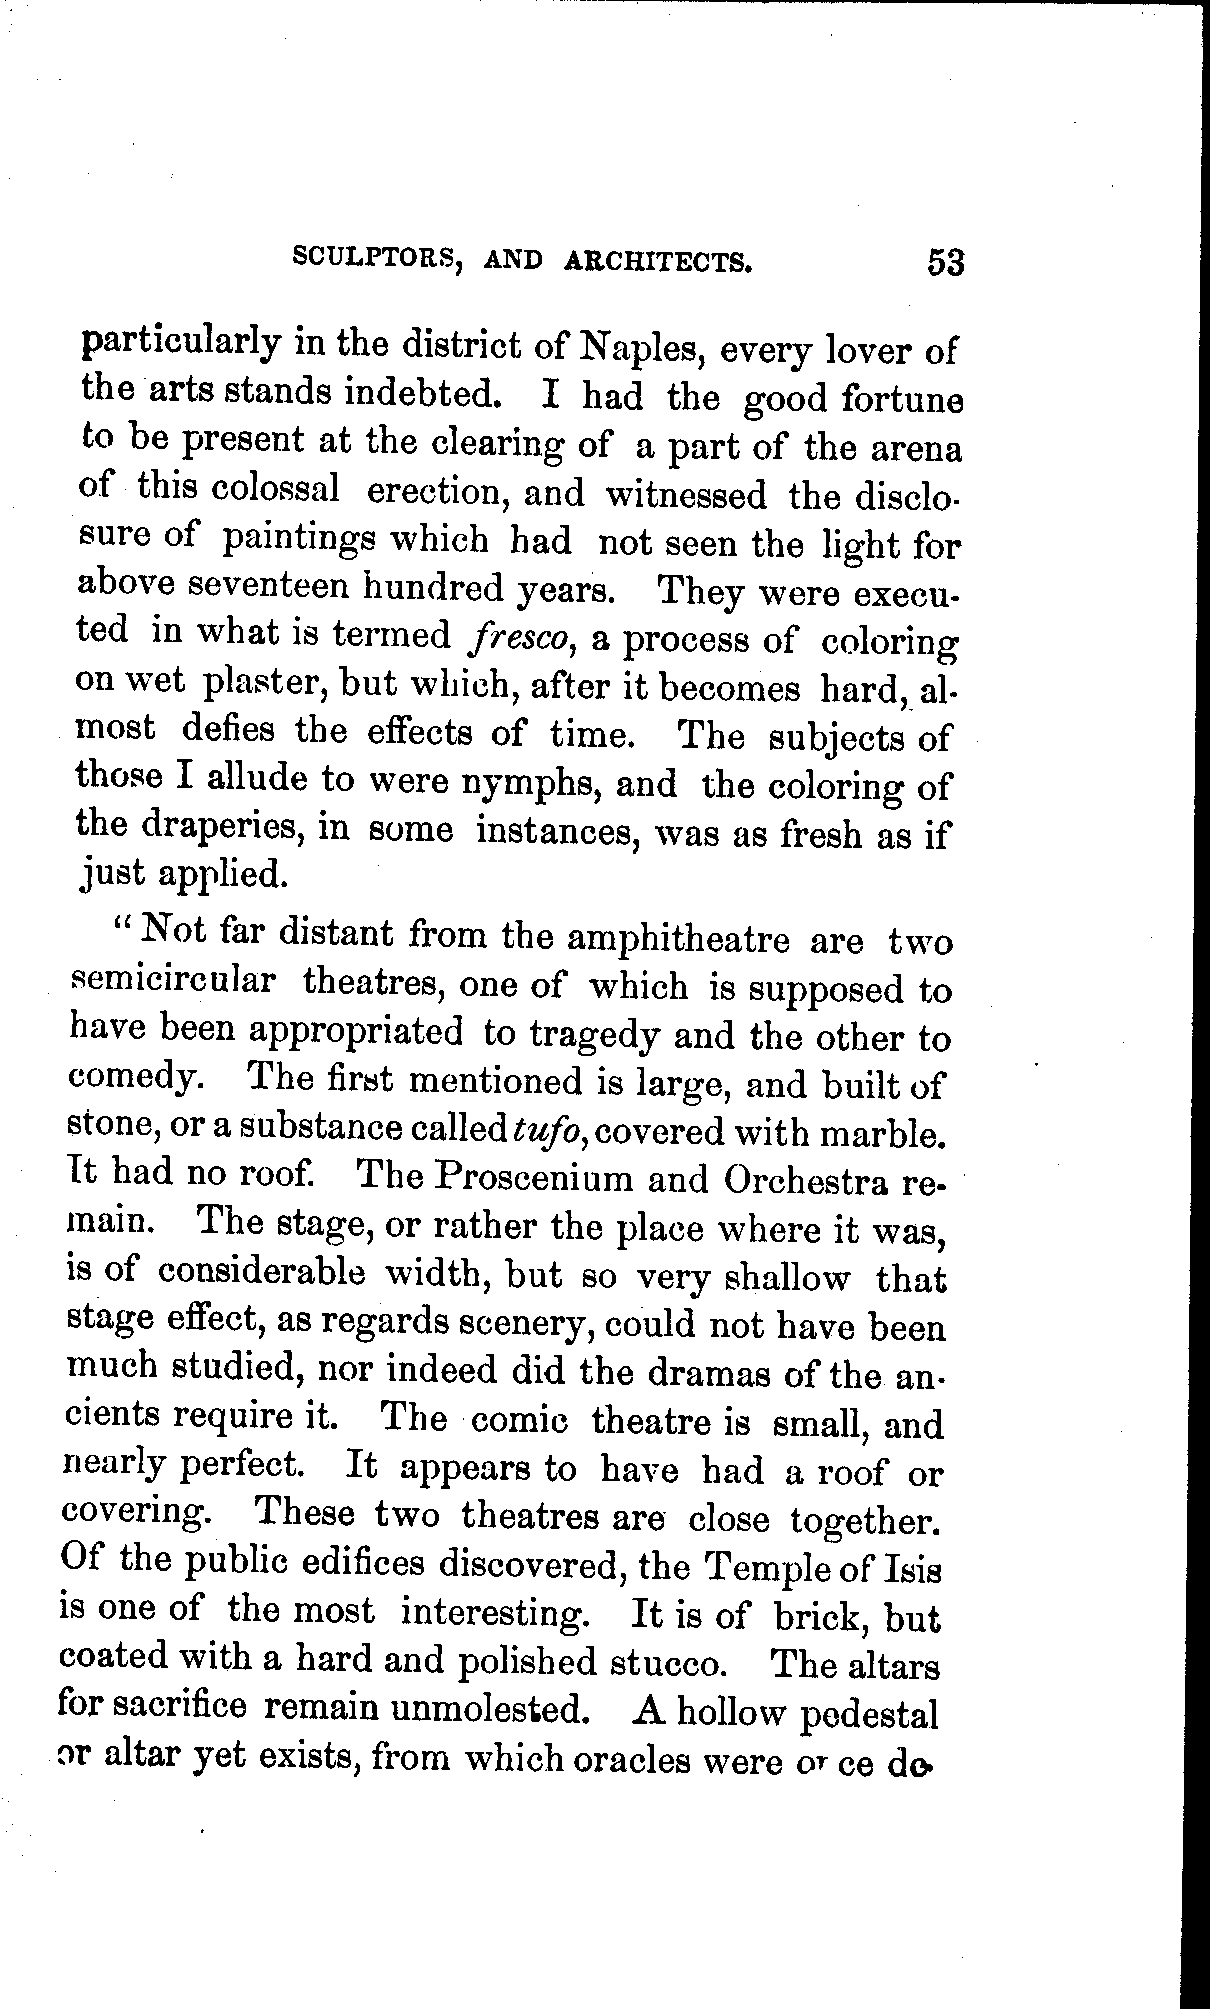 SCULPTORS, AND ARCHITECTS. 53
particularly in the district of Naples, every lover of
the arts stands indebted. I had the good fortune
to be present at the clearing of a part of the arena
of this colossal erection, and witnessed the disclo-
sure of paintings which had not seen the light for
above seventeen hundred years. They were execu-
ted in what is termed fresco, a process of coloring
on wet plaster, but which, after it becomes hard, al-
most defies the effects of time. The subjects of
those I allude to were nymphs, and the coloring of
the draperies, in some instances, was as fresh as if
just applied.
“Not far distant from the amphitheatre are two
semicircular theatres, one of which is supposed to
have been appropriated to tragedy and the other to
comedy. The first mentioned is large, and built of
stone, or a substance called tufo, covered with marble.
It had no roof. The Proscenium and Orchestra re-
main. The stage, or rather the place where it was,
is of considerable width, but so very shallow that
stage effect, as regards scenery, could not have been
much studied, nor indeed did the dramas of the an-
cients require it. The comic theatre is small, and
nearly perfect. It appears to have had a roof or
covering. These two theatres are close together.
Of the public edifices discovered, the Temple of Isis
is one of the most interesting. It is of brick, but
coated with a hard and polished stucco. The altars
for sacrifice remain unmolested. A hollow pedestal
or altar yet exists, from which oracles were once de-